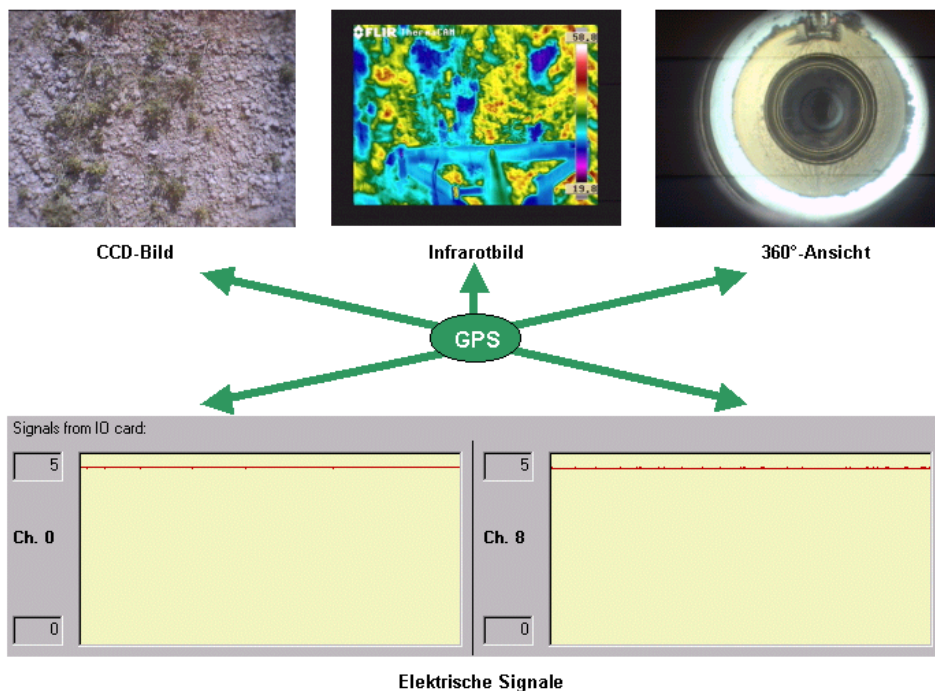 FLIR ThermaCAM
50.0
19.8
CCD-Bild
Infrarotbild
360°-Ansicht
GPS
Signals from IO card:
5
Ch. 0
0
5
Ch. 8
0
Elektrische Signale